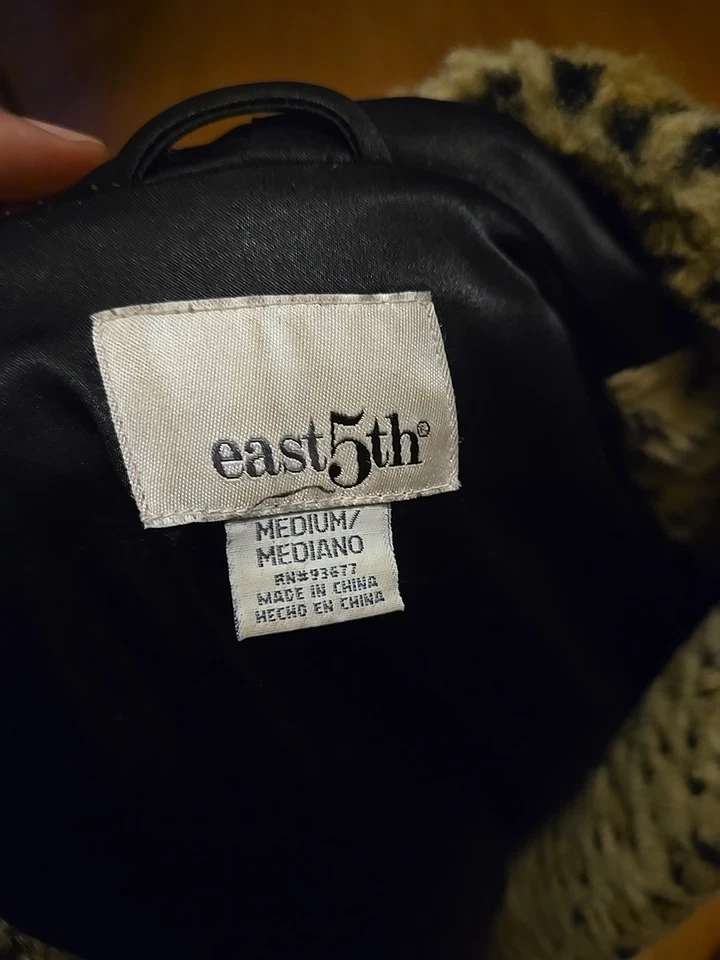 east5th®
MEDIUM/
MEDIANO
RN#93677
MADE IN CHINA
HECHO EN CHINA